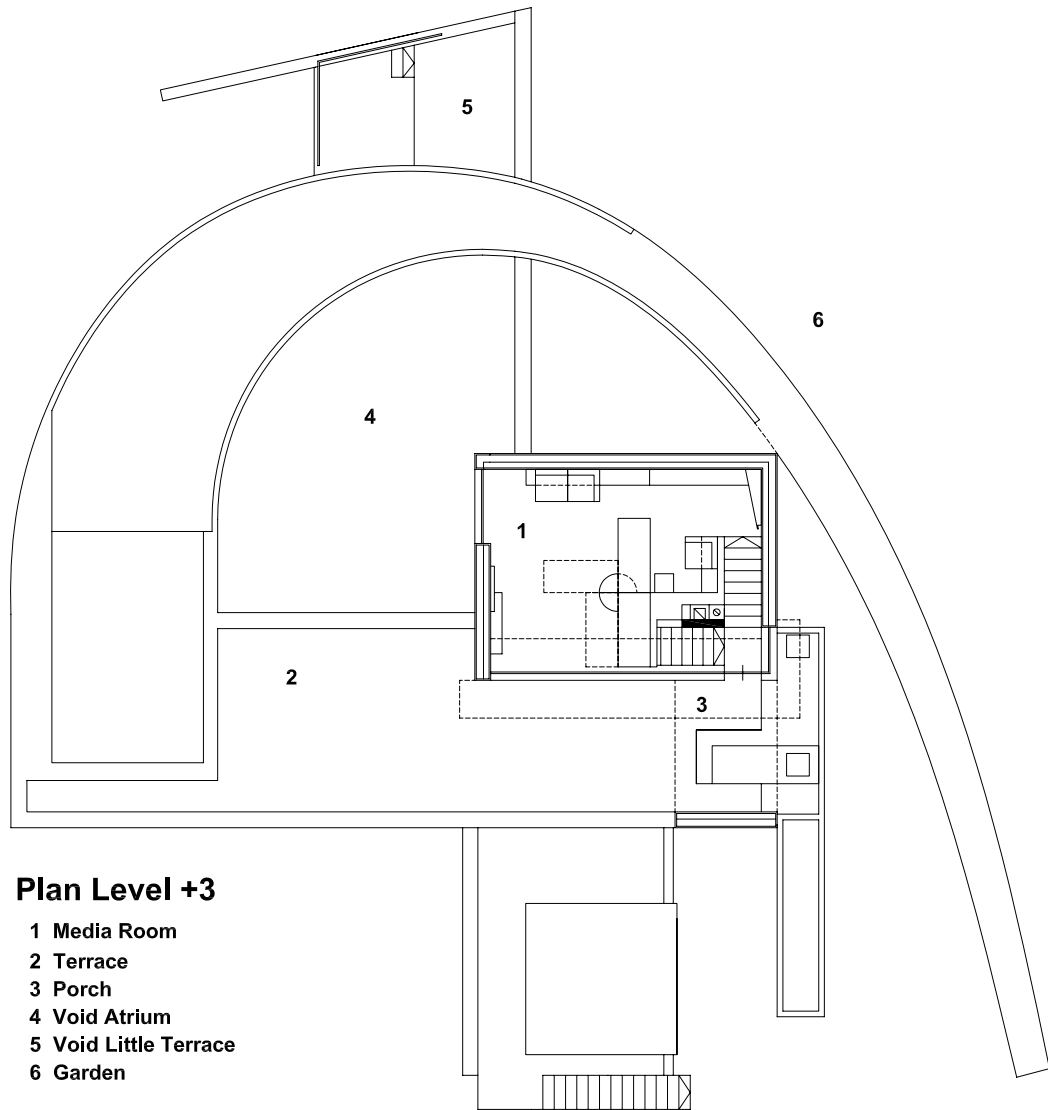 5
6
4
1
2
3
Plan Level +3
1 Media Room
2 Terrace
3 Porch
4 Void Atrium
5 Void Little Terrace
6 Garden